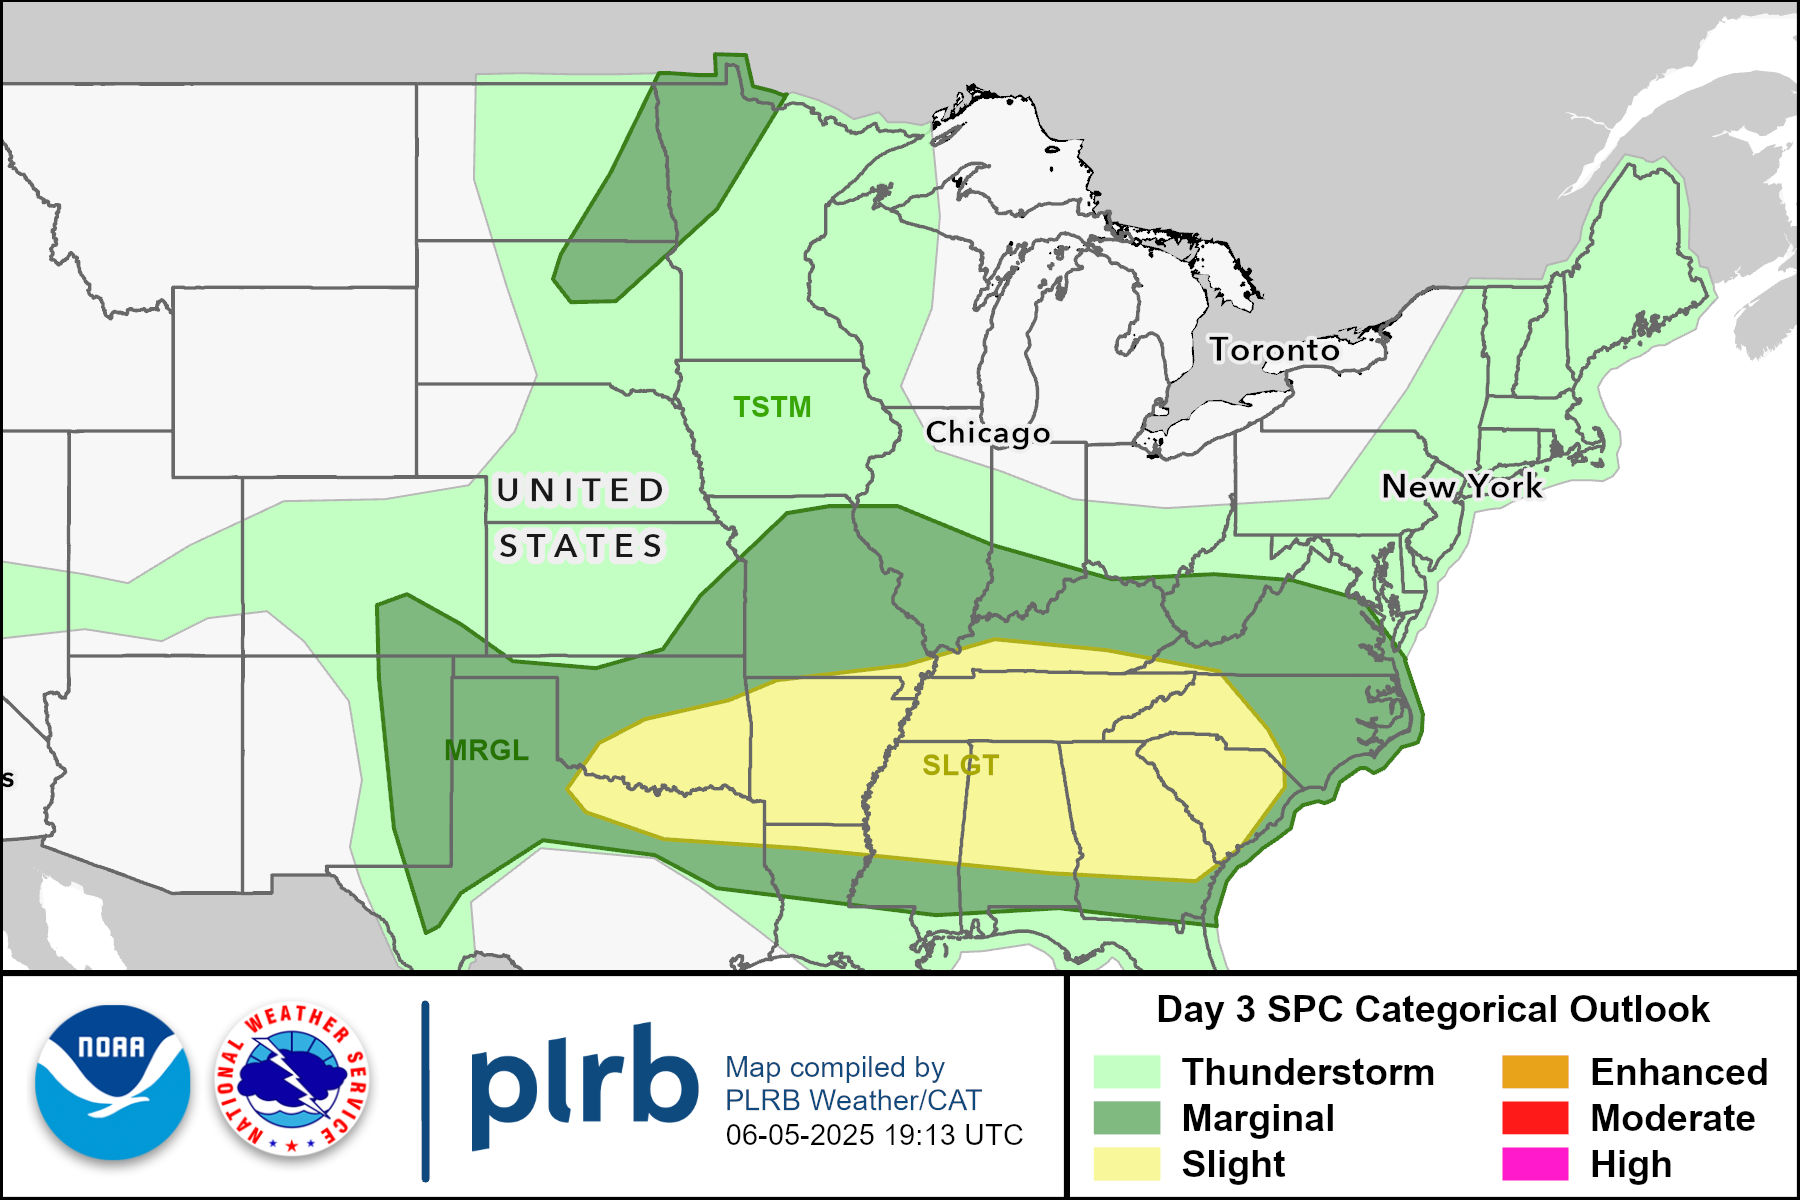 Toronto
TSTM
Chicago
UNITED
STATES
New York
MRGL
SLGT
s
NOAA
NATIONAL WEATHER SERVICE
plrb
Map compiled by
PLRB Weather/CAT
06-05-2025 19:13 UTC
Day 3 SPC Categorical Outlook
Thunderstorm
Marginal
Slight
Enhanced
Moderate
High